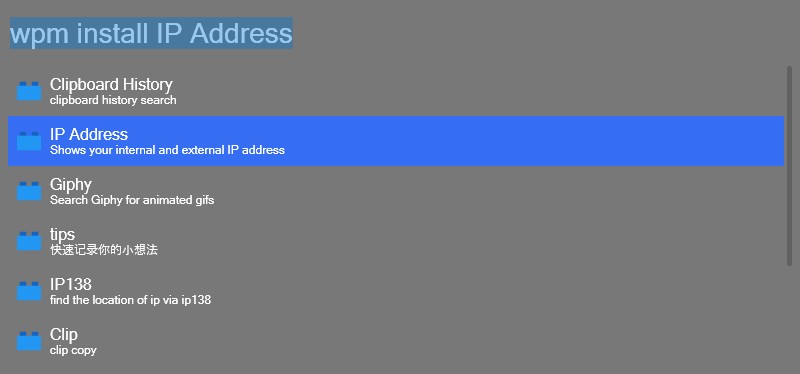 wpm install IP Address
Clipboard History
clipboard history search
IP Address
Shows your internal and external IP address
Giphy
Search Giphy for animated gifs
tips
快速记录你的小想法
IP138
find the location of ip via ip138
Clip
clip copy